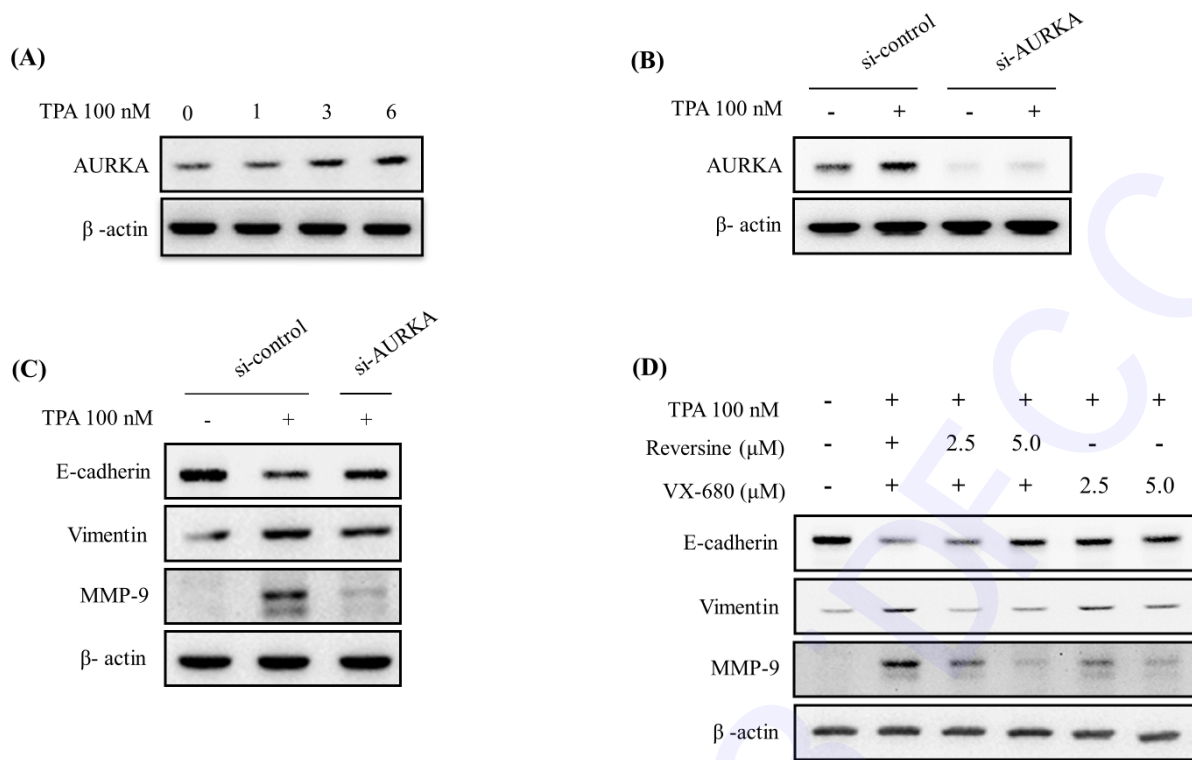 (A)
TPA 100 nM 0 1 3 6
AURKA
β -actin
(B)
si-control si-AURKA
TPA 100 nM - + - +
AURKA
β- actin
(C)
si-control si-AURKA
TPA 100 nM - + +
E-cadherin
Vimentin
MMP-9
β- actin
(D)
TPA 100 nM - + + + + +
Reversine (μM) - + 2.5 5.0 - -
VX-680 (μM) - + + + 2.5 5.0
E-cadherin
Vimentin
MMP-9
β -actin
DFCC